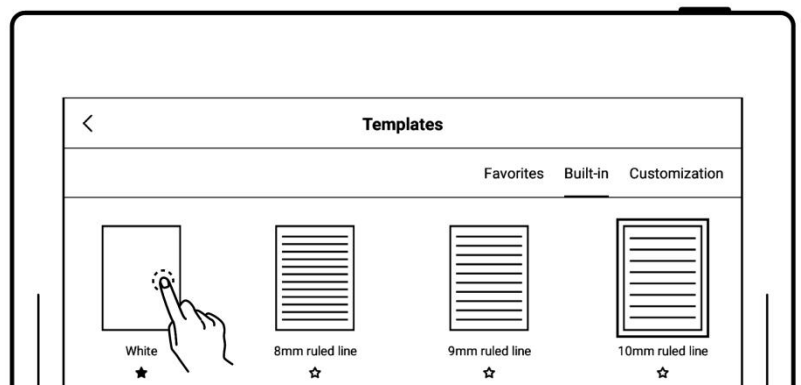 Templates
Favorites Built-in Customization
White 8mm ruled line 9mm ruled line 10mm ruled line